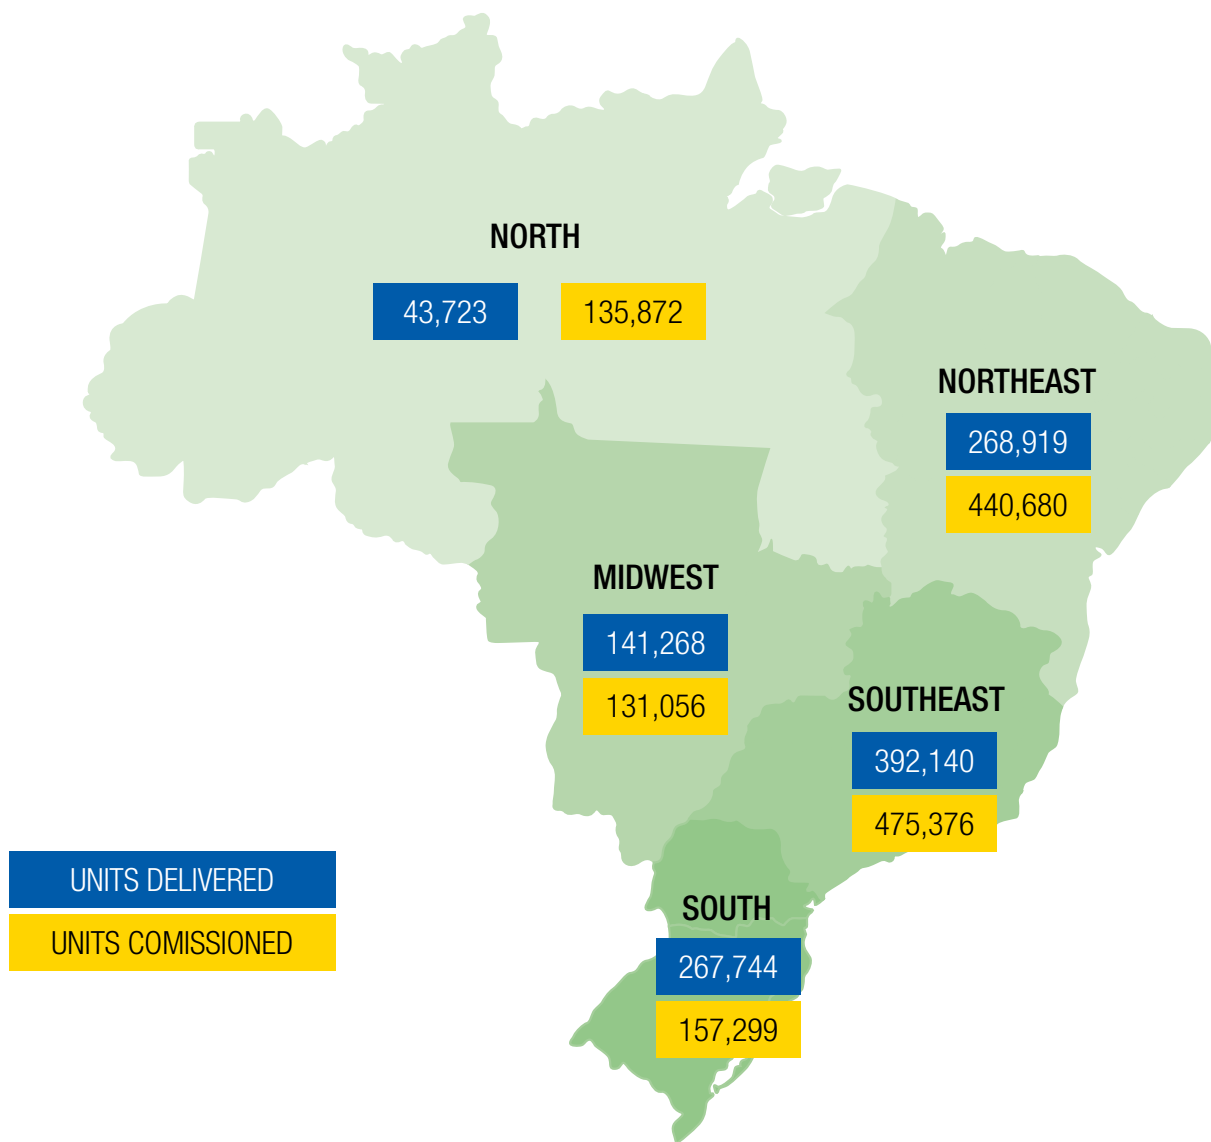 NORTH
43,723
135,872
NORTHEAST
268,919
440,680
MIDWEST
141,268
131,056
SOUTHEAST
392,140
475,376
UNITS DELIVERED
UNITS COMISSIONED
SOUTH
267,744
157,299